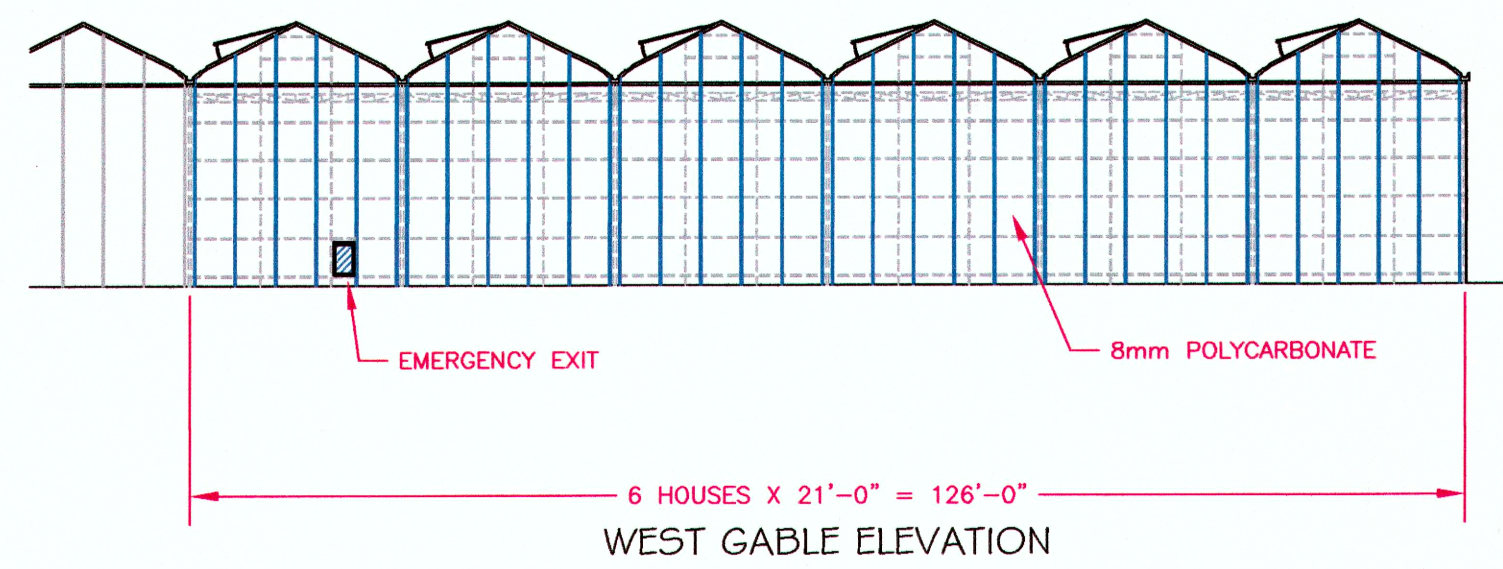 EMERGENCY EXIT
8mm POLYCARBONATE
6 HOUSES X 21'-0" = 126'-0"
WEST GABLE ELEVATION